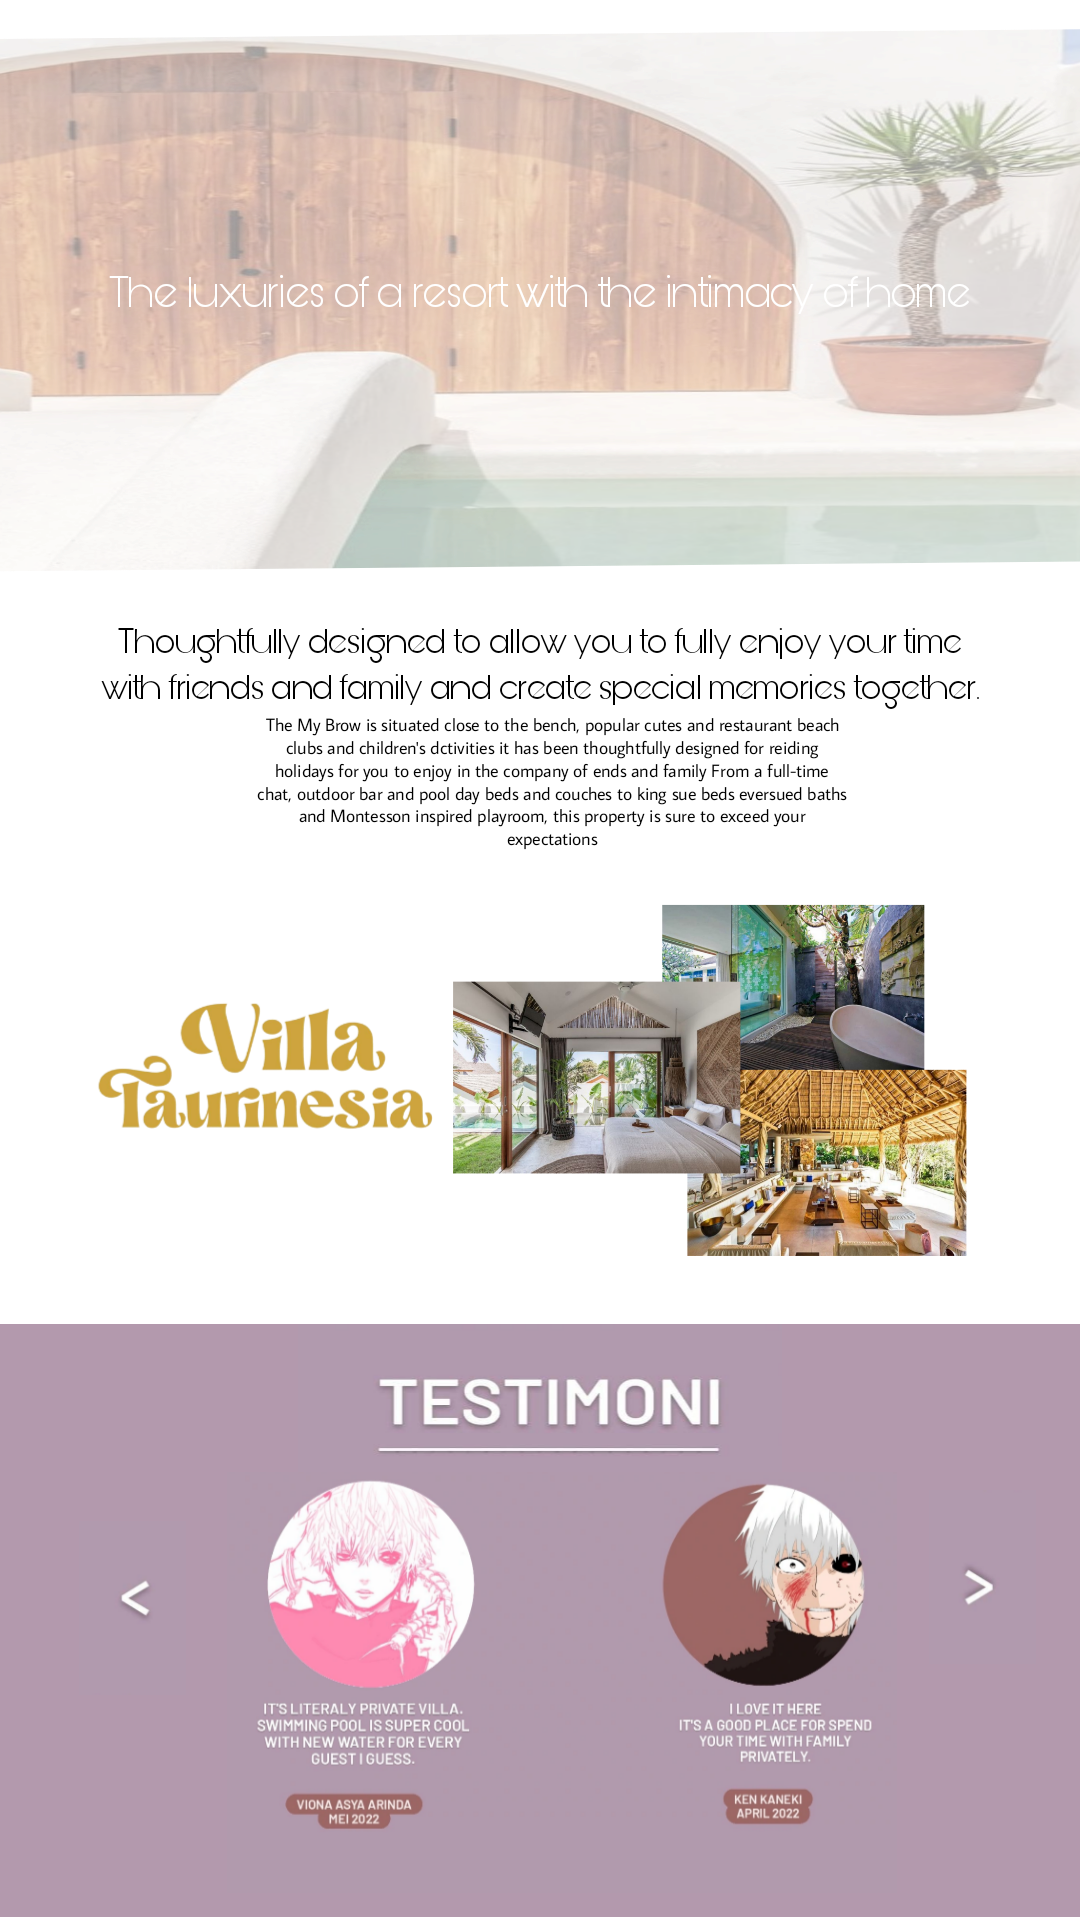 The luxuries of a resort with the intimacy of home
Thoughtfully designed to allow you to fully enjoy your time
with friends and family and create special memories together.
The My Brow is situated close to the bench, popular cutes and restaurant beach
clubs and children's dctivities it has been thoughtfully designed for reiding
holidays for you to enjoy in the company of ends and family From a full-time
chat, outdoor bar and pool day beds and couches to king sue beds eversued baths
and Montesson inspired playroom, this property is sure to exceed your
expectations
Villa
Taurinesia
TESTIMONI
<
>
IT'S LITERALY PRIVATE VILLA.
SWIMMING POOL IS SUPER COOL
WITH NEW WATER FOR EVERY
GUEST I GUESS.
VIONA ASYA ARINDA
MEI 2022
I LOVE IT HERE
IT'S A GOOD PLACE FOR SPEND
YOUR TIME WITH FAMILY
PRIVATELY.
KEN KANEKI
APRIL 2022